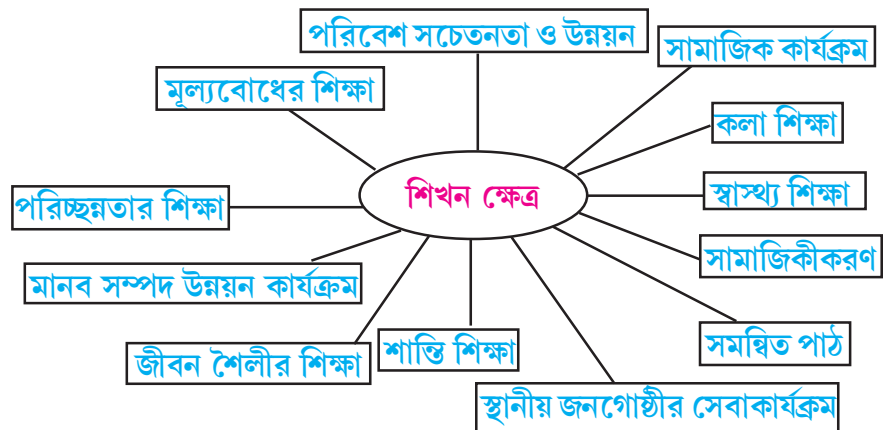 পরিবেশ সচেতনতা ও উন্নয়ন
সামাজিক কার্যক্রম
মূল্যবোধের শিক্ষা
কলা শিক্ষা
শিখন ক্ষেত্র
স্বাস্থ্য শিক্ষা
পরিচ্ছন্নতার শিক্ষা
সামাজিকীকরণ
মানব সম্পদ উন্নয়ন কার্যক্রম
সমন্বিত পাঠ
শান্তি শিক্ষা
জীবন শৈলীর শিক্ষা
স্থানীয় জনগোষ্ঠীর সেবাকার্যক্রম